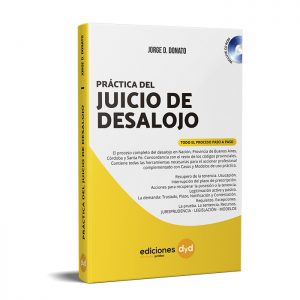 JORGE D. DONATO
PRÁCTICA DEL
JUICIO DE
DESALOJO
TODO EL PROCESO PASO A PASO
El proceso completo del desalojo en Nación, Provincia de Buenos Aires,
Córdoba y Santa Fe. Concordancia con el resto de los códigos provinciales.
Contiene todas las herramientas necesarias para el accionar profesional
complementado con Casos y Modelos de uso práctico.
Recupero de la tenencia. Usucapión.
Interrupción del plazo de prescripción.
Acciones para recuperar la posesión o la tenencia.
Legitimación activa y pasiva.
La demanda: Traslado, Plazo, Notificación y Contestación.
Requisitos. Excepciones.
La prueba. La sentencia. Recursos.
JURISPRUDENCIA - LEGISLACIÓN - MODELOS
ediciones dyd
PRÁCTICA DEL JUICIO DE DESALOJO
JORGE D. DONATO
ediciones dyd